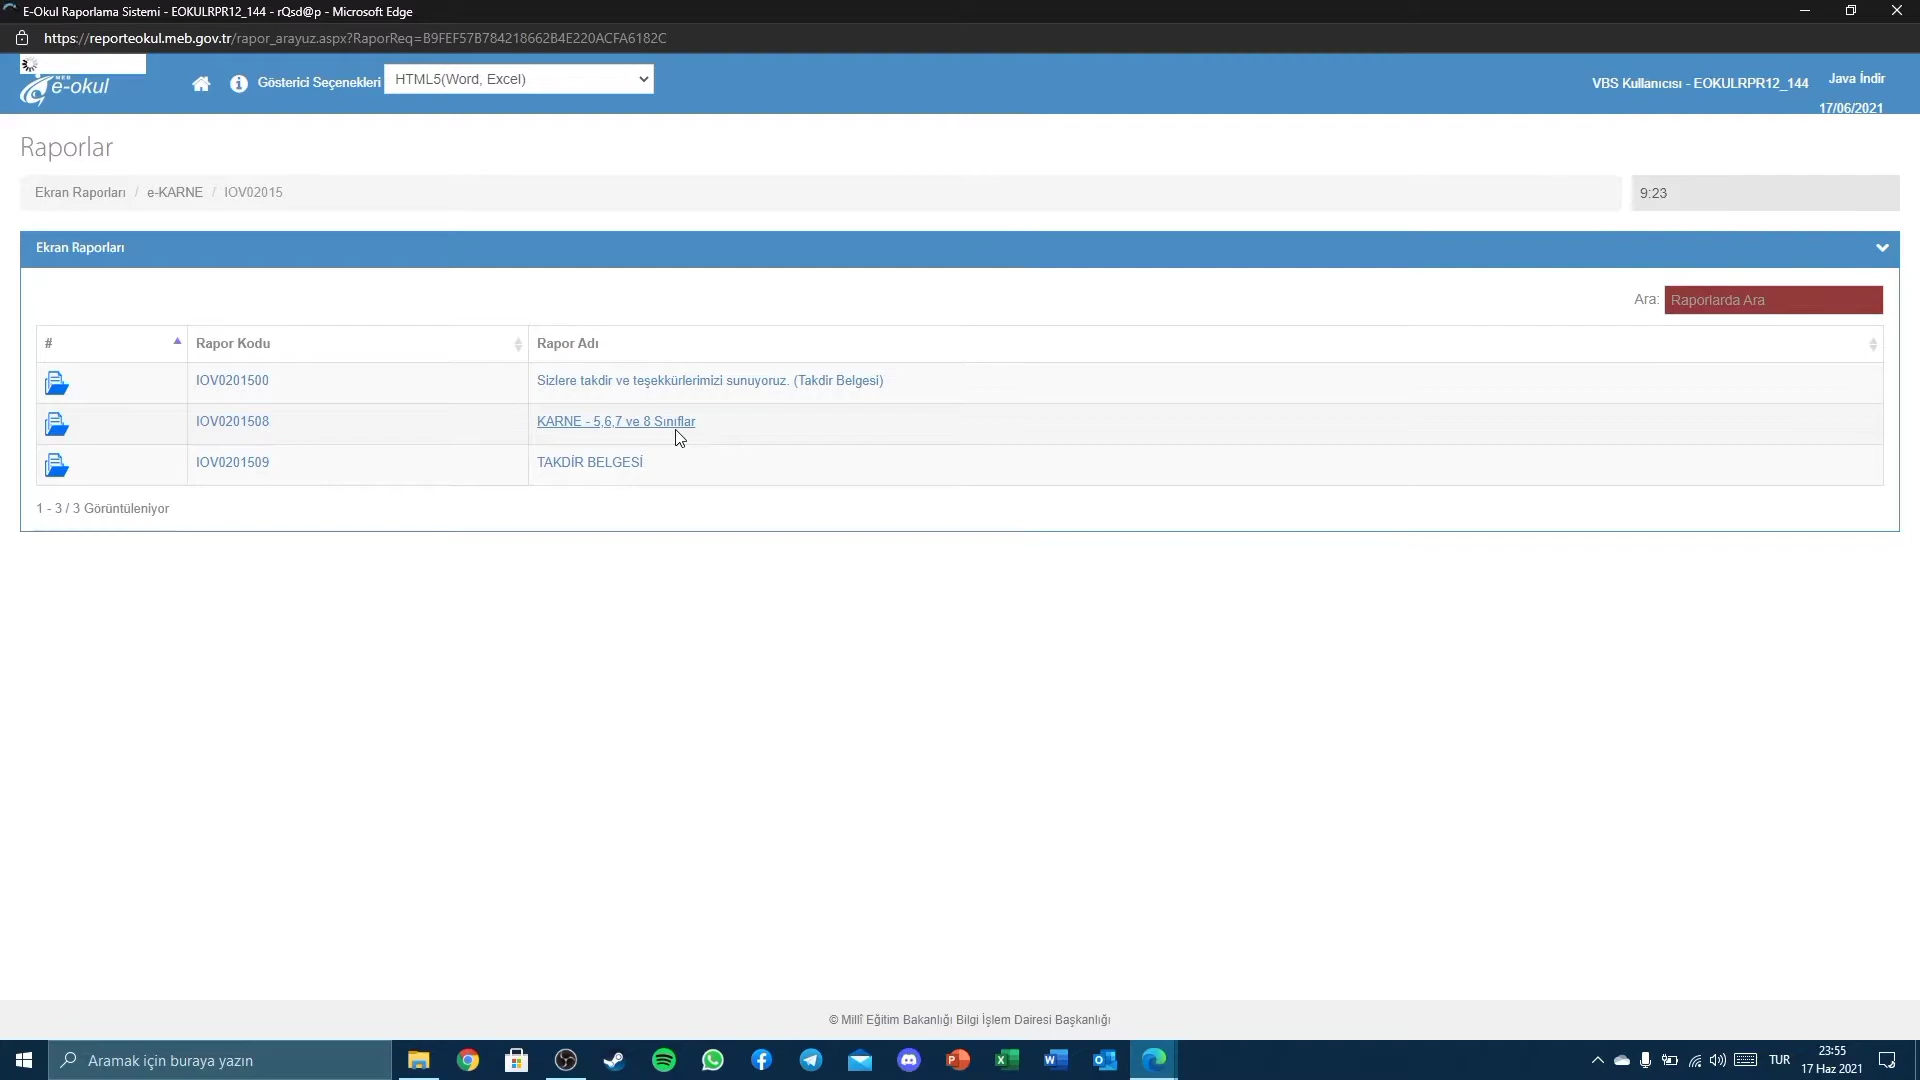 E-Okul Raporlama Sistemi - EOKULRPR12_144 - rQsd@p - Microsoft Edge
https://reporteokul.meb.gov.tr/rapor_arayuz.aspx?RaporReq=B9FEF57B784218662B4E220ACFA6182C
MEB
e-okul
Gösterici Seçenekleri
HTML5(Word, Excel)
VBS Kullanıcısı - EOKULRPR12_144
Java İndir
17/06/2021
Raporlar
Ekran Raporları / e-KARNE / IOV02015
9:23
Ekran Raporları
Ara: Raporlarda Ara
# Rapor Kodu Rapor Adı
IOV0201500 Sizlere takdir ve teşekkürlerimizi sunuyoruz. (Takdir Belgesi)
IOV0201508 KARNE - 5,6,7 ve 8 Sınıflar
IOV0201509 TAKDİR BELGESİ
1 - 3 / 3 Görüntüleniyor
© Millî Eğitim Bakanlığı Bilgi İşlem Dairesi Başkanlığı
Aramak için buraya yazın
TUR
23:55
17 Haz 2021